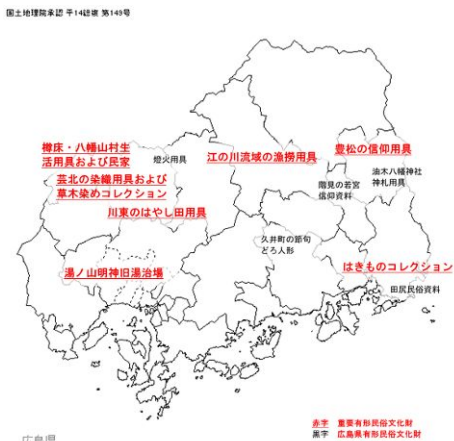 国土地理院承認 平14総複 第149号
樽床・八幡山村生
活用具および民家
燈火用具
江の川流域の漁撈用具
豊松の信仰用具
芸北の染織用具および
草木染めコレクション
油木八幡神社
神札用具
階見の若宮
信仰資料
川東のはやし田用具
久井町の節句
どろ人形
湯ノ山明神旧湯治場
はきものコレクション
田尻民俗資料
赤字 重要有形民俗文化財
黒字 広島県有形民俗文化財
広島県